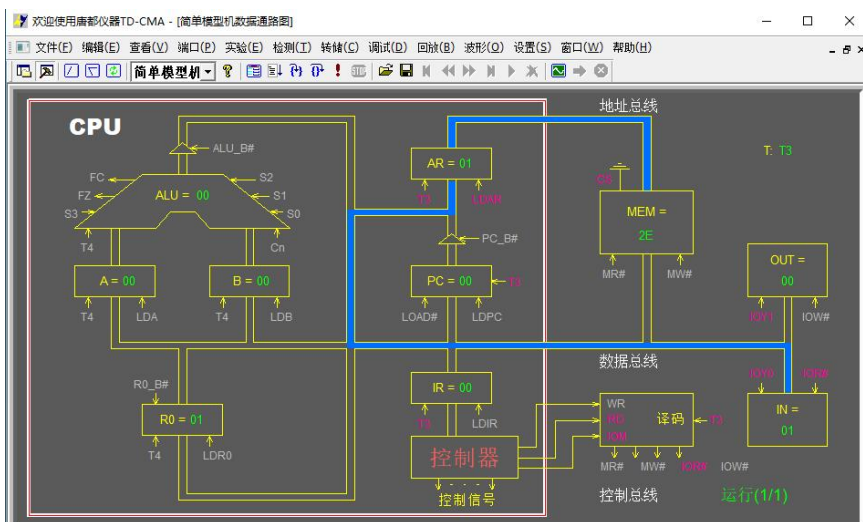 欢迎使用唐都仪器TD-CMA - [简单模型机数据通路图]
文件(F) 编辑(E) 查看(V) 端口(P) 实验(E) 检测(T) 转储(C) 调试(D) 回放(B) 波形(O) 设置(S) 窗口(W) 帮助(H)
简单模型机
CPU
地址总线
ALU_B#
AR = 01
T: T3
FC
S2
CS
FZ
ALU = 00
S1
T3
LDAR
S3
S0
MEM =
2E
PC_B#
T4
Cn
OUT =
00
A = 00
B = 00
PC = 00
T3
MR#
MW#
T4
LDA
T4
LDB
LOAD#
LDPC
IOY1
IOW#
数据总线
R0_B#
IR = 00
IOY0
IOR#
R0 = 01
T3
LDIR
WR
RD
IOM
译码
T3
IN =
01
T4
LDR0
控制器
MR#
MW#
IOR#
IOW#
控制信号
控制总线
运行(1/1)